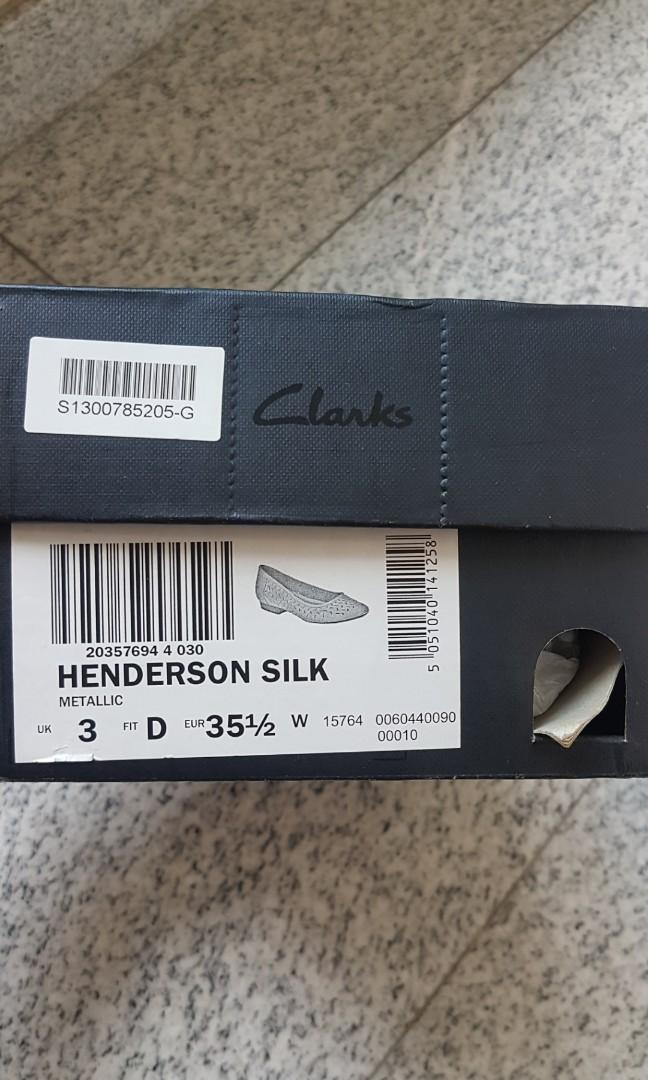 S1300785205-G
Clarks
20357694 4 030
5 051040 141258
HENDERSON SILK
METALLIC
UK 3 FIT D EUR 35½ W 15764 0060440090
00010